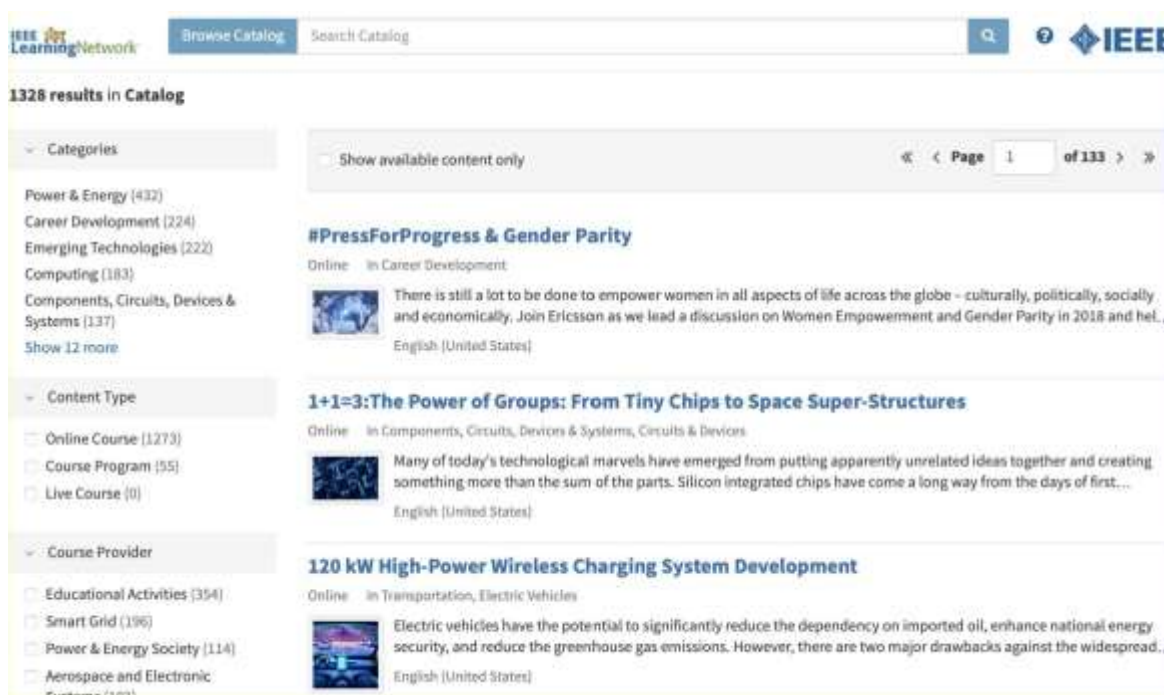 IEEE
LearningNetwork
Browse Catalog
Search Catalog
IEEE
1328 results in Catalog
Categories
Power & Energy (432)
Career Development (224)
Emerging Technologies (222)
Computing (183)
Components, Circuits, Devices &
Systems (137)
Show 12 more
Content Type
Online Course (1273)
Course Program (55)
Live Course (0)
Course Provider
Educational Activities (354)
Smart Grid (196)
Power & Energy Society (114)
Aerospace and Electronic
Show available content only
« < Page 1 of 133 > »
#PressForProgress & Gender Parity
Online In Career Development
There is still a lot to be done to empower women in all aspects of life across the globe – culturally, politically, socially
and economically. Join Ericsson as we lead a discussion on Women Empowerment and Gender Parity in 2018 and hel...
English (United States)
1+1=3:The Power of Groups: From Tiny Chips to Space Super-Structures
Online In Components, Circuits, Devices & Systems, Circuits & Devices
Many of today's technological marvels have emerged from putting apparently unrelated ideas together and creating
something more than the sum of the parts. Silicon integrated chips have come a long way from the days of first...
English (United States)
120 kW High-Power Wireless Charging System Development
Online In Transportation, Electric Vehicles
Electric vehicles have the potential to significantly reduce the dependency on imported oil, enhance national energy
security, and reduce the greenhouse gas emissions. However, there are two major drawbacks against the widespread...
English (United States)